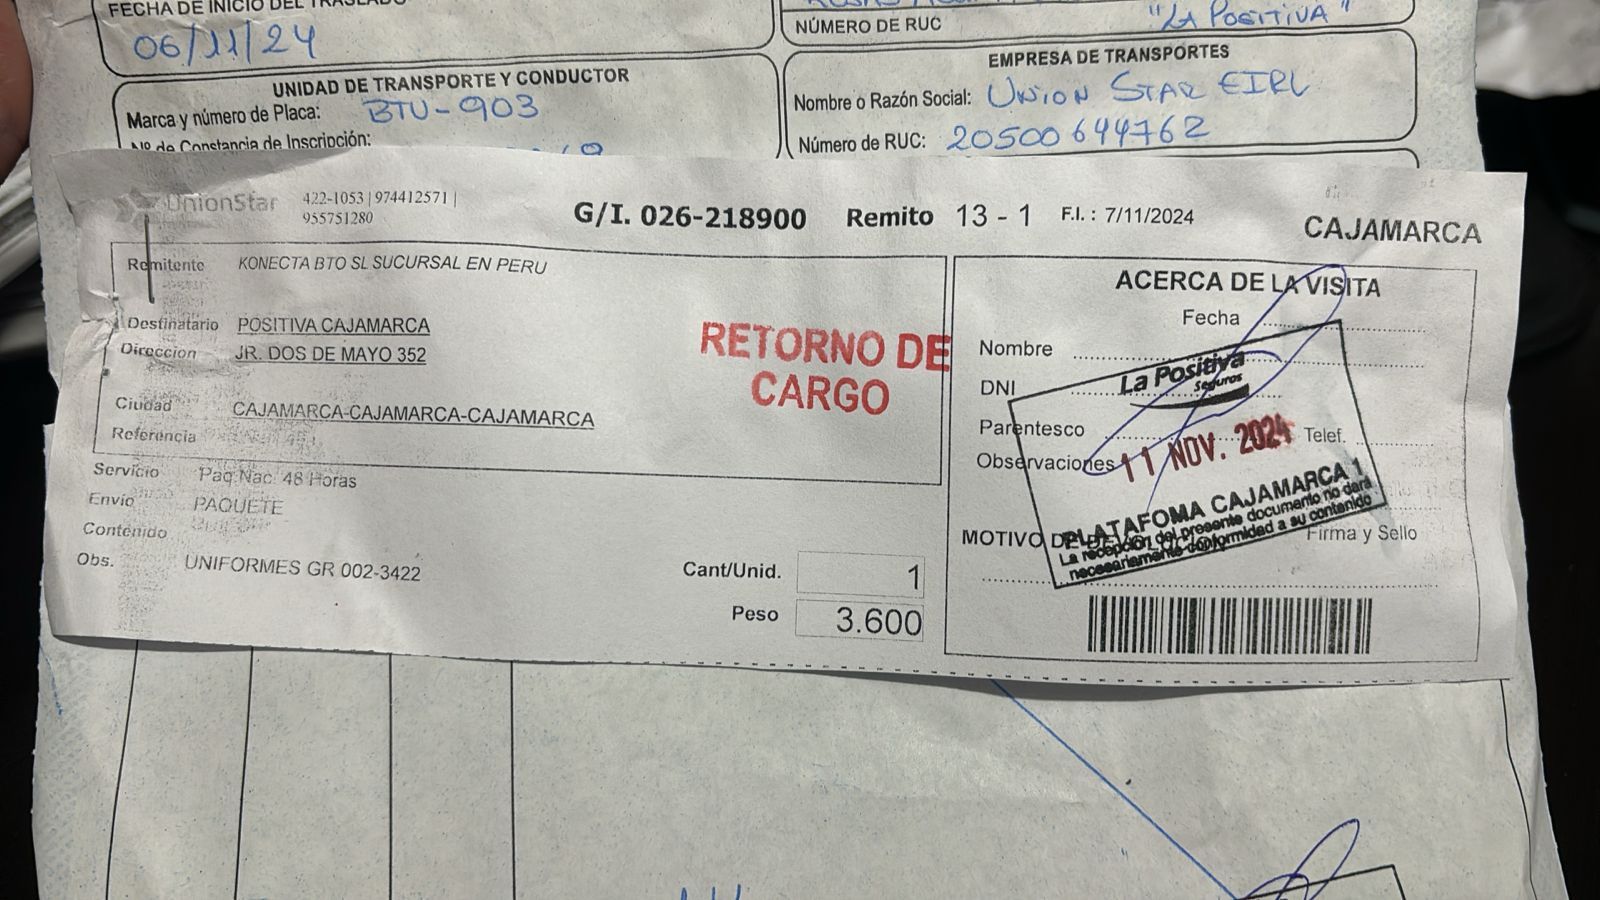 FECHA DE INICIO DEL TRASLADO
06/11/24
NÚMERO DE RUC "LA POSITIVA"
UNIDAD DE TRANSPORTE Y CONDUCTOR
Marca y número de Placa: BTU-903
Nº de Constancia de Inscripción:
EMPRESA DE TRANSPORTES
Nombre o Razón Social: UNION STAR EIRL
Número de RUC: 20500644762
UnionStar
422-1053 | 974412571 |
955751280
G/I. 026-218900 Remito 13 - 1 F.I. : 7/11/2024
CAJAMARCA
Remitente KONECTA BTO SL SUCURSAL EN PERU
Destinatario POSITIVA CAJAMARCA
Direccion JR. DOS DE MAYO 352
Ciudad CAJAMARCA-CAJAMARCA-CAJAMARCA
Referencia
RETORNO DE
CARGO
Servicio Paq Nac. 48 Horas
Envío PAQUETE
Contenido
Obs. UNIFORMES GR 002-3422
Cant/Unid. 1
Peso 3.600
ACERCA DE LA VISITA
Fecha
Nombre
DNI
Parentesco
Telef.
Observaciones
MOTIVO DE
Firma y Sello
La Positiva
Seguros
11 NOV. 2024
PLATAFOMA CAJAMARCA 1
La recepción del presente documento no dará
necesariamente conformidad a su contenido